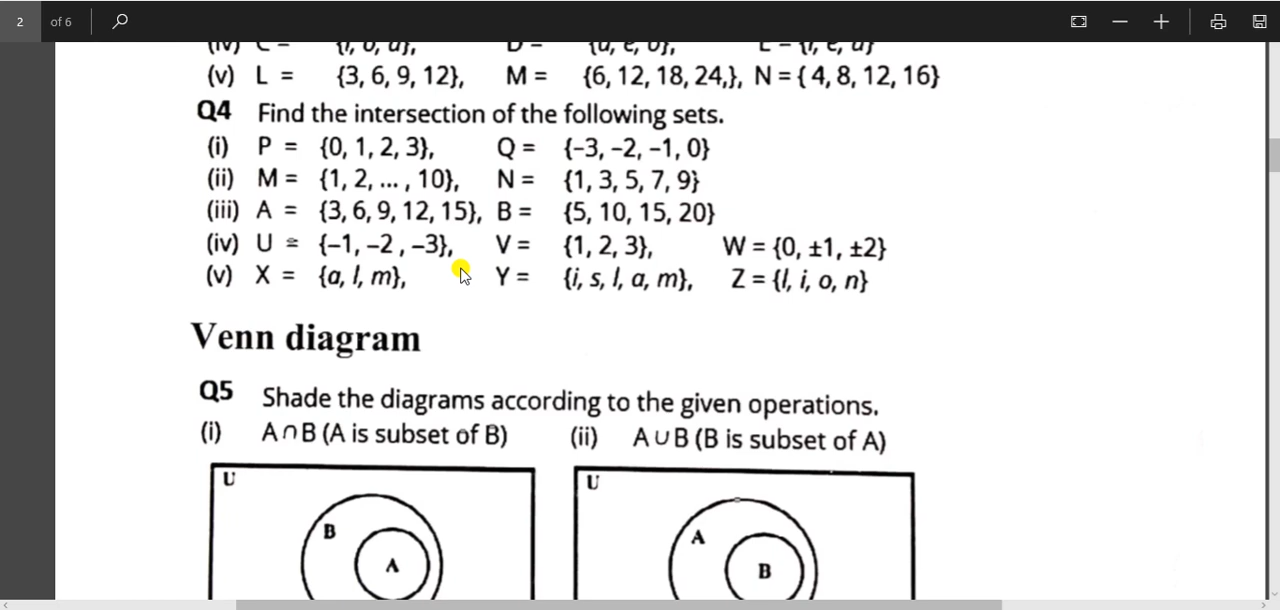 2 of 6
(v) L = {3, 6, 9, 12}, M = {6, 12, 18, 24,}, N = { 4, 8, 12, 16}
Q4 Find the intersection of the following sets.
(i) P = {0, 1, 2, 3}, Q = {–3, –2, –1, 0}
(ii) M = {1, 2, ... , 10}, N = {1, 3, 5, 7, 9}
(iii) A = {3, 6, 9, 12, 15}, B = {5, 10, 15, 20}
(iv) U = {–1, –2 , –3}, V = {1, 2, 3}, W = {0, ±1, ±2}
(v) X = {a, l, m}, Y = {i, s, l, a, m}, Z = {l, i, o, n}
Venn diagram
Q5 Shade the diagrams according to the given operations.
(i) A∩B (A is subset of B) (ii) A∪B (B is subset of A)
U U
B A
A B